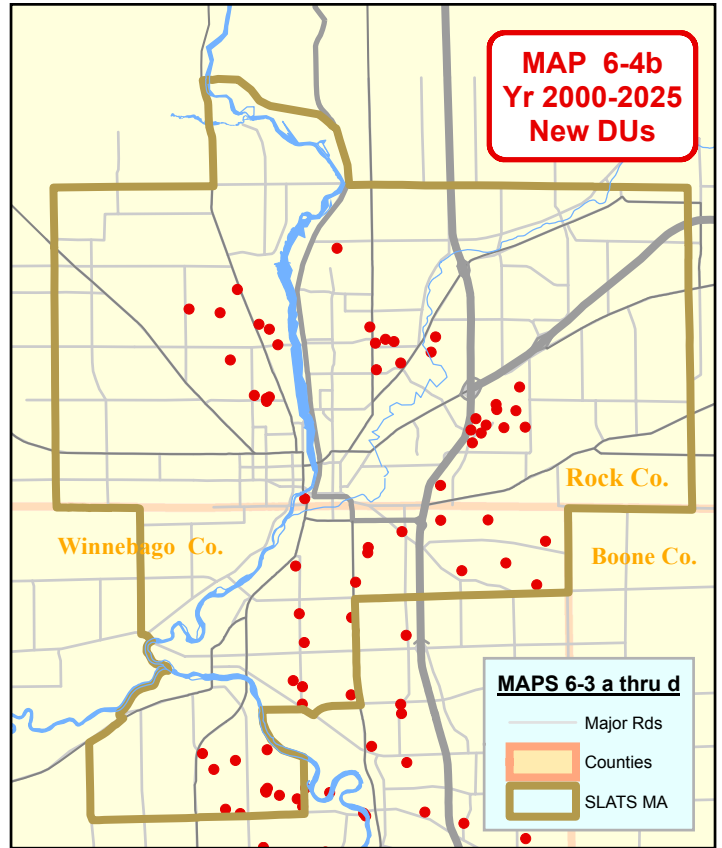 MAP 6-4b
Yr 2000-2025
New DUs
Rock Co.
Winnebago Co.
Boone Co.
MAPS 6-3 a thru d
Major Rds
Counties
SLATS MA